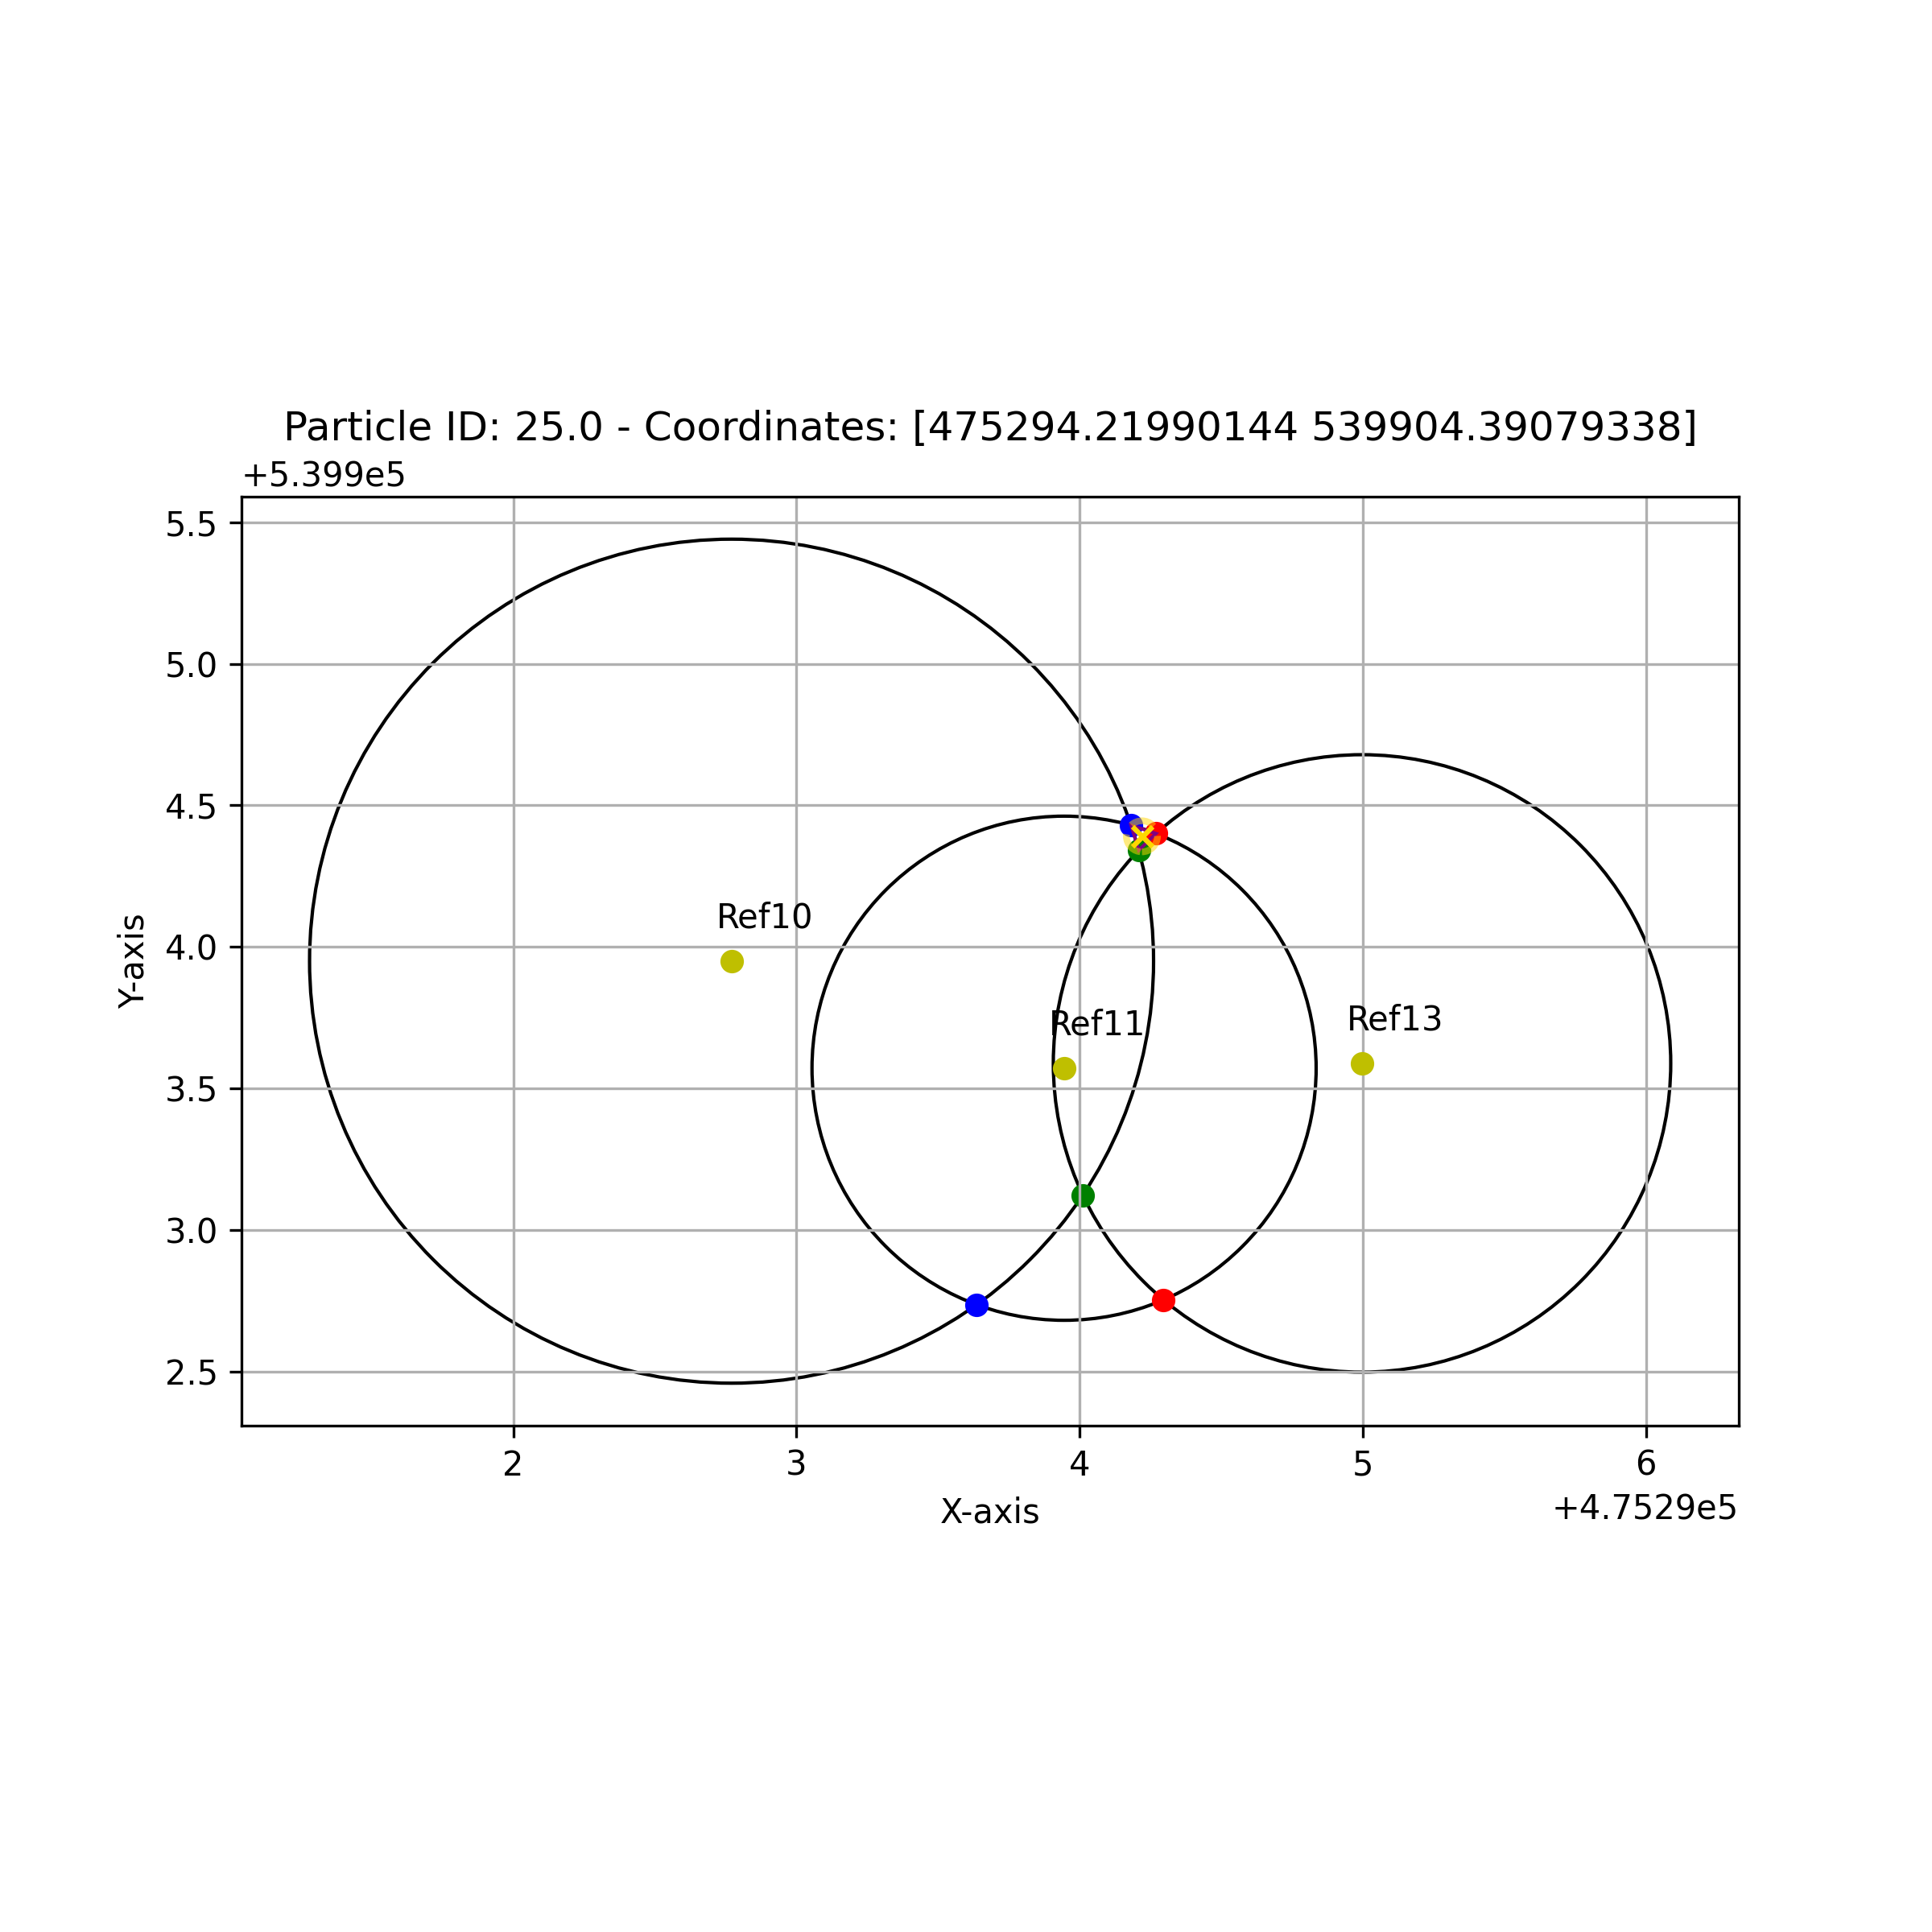 Particle ID: 25.0 - Coordinates: [475294.21990144 539904.39079338]
+5.399e5
5.5
5.0
4.5
4.0
3.5
3.0
2.5
Y-axis
Ref10
Ref11
Ref13
2 3 4 5 6
X-axis
+4.7529e5